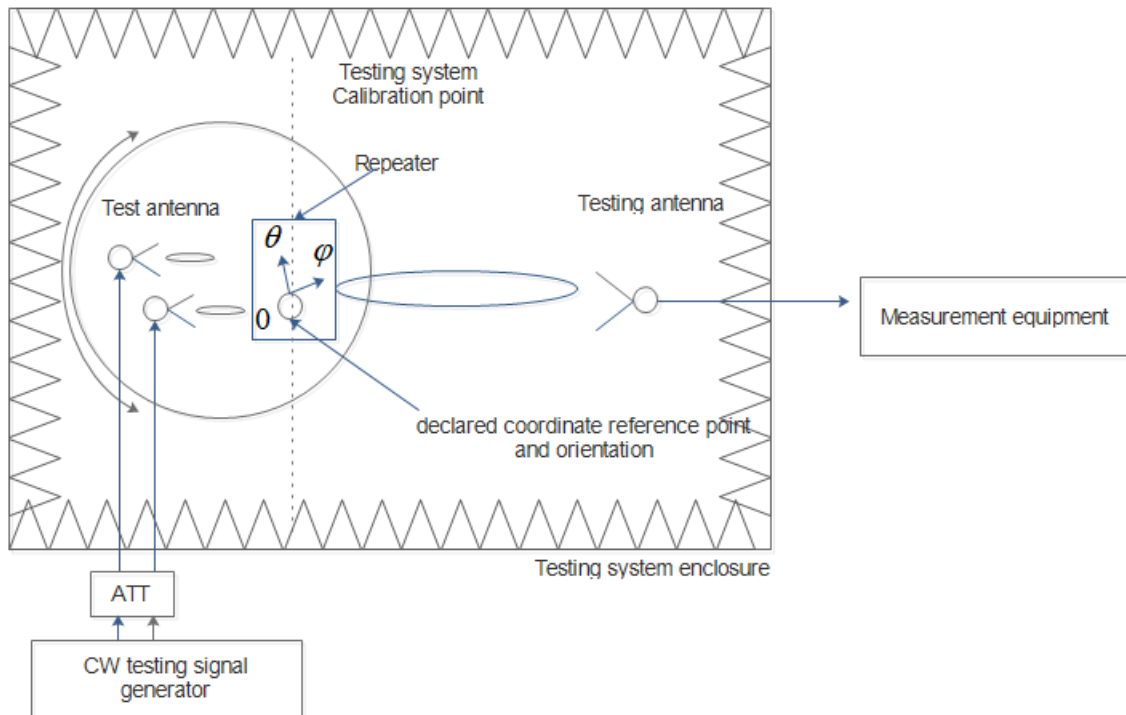 Testing system
Calibration point
Repeater
Test antenna
Testing antenna
θ
φ
0
Measurement equipment
declared coordinate reference point
and orientation
Testing system enclosure
ATT
CW testing signal
generator